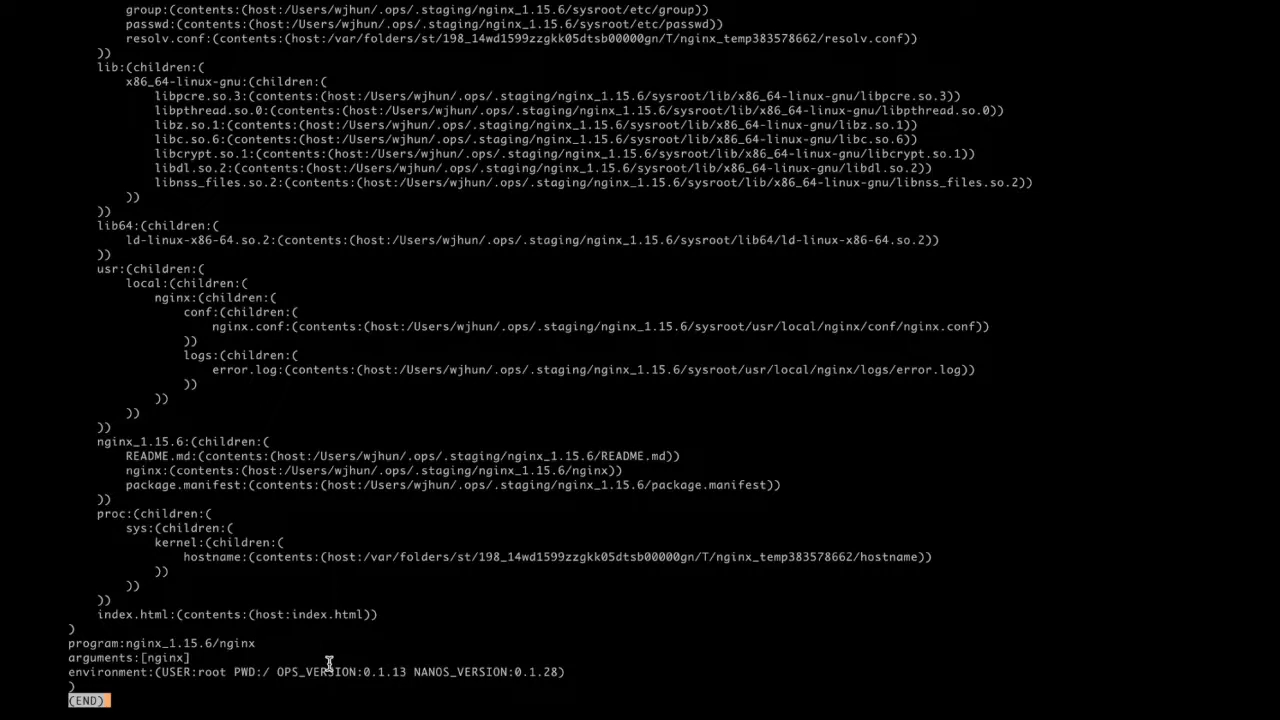 group:(contents:(host:/Users/wjhun/.ops/.staging/nginx_1.15.6/sysroot/etc/group))
passwd:(contents:(host:/Users/wjhun/.ops/.staging/nginx_1.15.6/sysroot/etc/passwd))
resolv.conf:(contents:(host:/var/folders/st/198_14wd1599zzgkk05dtsb00000gn/T/nginx_temp383578662/resolv.conf))
))
lib:(children:(
x86_64-linux-gnu:(children:(
libpcre.so.3:(contents:(host:/Users/wjhun/.ops/.staging/nginx_1.15.6/sysroot/lib/x86_64-linux-gnu/libpcre.so.3))
libpthread.so.0:(contents:(host:/Users/wjhun/.ops/.staging/nginx_1.15.6/sysroot/lib/x86_64-linux-gnu/libpthread.so.0))
libz.so.1:(contents:(host:/Users/wjhun/.ops/.staging/nginx_1.15.6/sysroot/lib/x86_64-linux-gnu/libz.so.1))
libc.so.6:(contents:(host:/Users/wjhun/.ops/.staging/nginx_1.15.6/sysroot/lib/x86_64-linux-gnu/libc.so.6))
libcrypt.so.1:(contents:(host:/Users/wjhun/.ops/.staging/nginx_1.15.6/sysroot/lib/x86_64-linux-gnu/libcrypt.so.1))
libdl.so.2:(contents:(host:/Users/wjhun/.ops/.staging/nginx_1.15.6/sysroot/lib/x86_64-linux-gnu/libdl.so.2))
libnss_files.so.2:(contents:(host:/Users/wjhun/.ops/.staging/nginx_1.15.6/sysroot/lib/x86_64-linux-gnu/libnss_files.so.2))
))
))
lib64:(children:(
ld-linux-x86-64.so.2:(contents:(host:/Users/wjhun/.ops/.staging/nginx_1.15.6/sysroot/lib64/ld-linux-x86-64.so.2))
))
usr:(children:(
local:(children:(
nginx:(children:(
conf:(children:(
nginx.conf:(contents:(host:/Users/wjhun/.ops/.staging/nginx_1.15.6/sysroot/usr/local/nginx/conf/nginx.conf))
))
logs:(children:(
error.log:(contents:(host:/Users/wjhun/.ops/.staging/nginx_1.15.6/sysroot/usr/local/nginx/logs/error.log))
))
))
))
))
nginx_1.15.6:(children:(
README.md:(contents:(host:/Users/wjhun/.ops/.staging/nginx_1.15.6/README.md))
nginx:(contents:(host:/Users/wjhun/.ops/.staging/nginx_1.15.6/nginx))
package.manifest:(contents:(host:/Users/wjhun/.ops/.staging/nginx_1.15.6/package.manifest))
))
proc:(children:(
sys:(children:(
kernel:(children:(
hostname:(contents:(host:/var/folders/st/198_14wd1599zzgkk05dtsb00000gn/T/nginx_temp383578662/hostname))
))
))
))
index.html:(contents:(host:index.html))
)
program:nginx_1.15.6/nginx
arguments:[nginx]
environment:(USER:root PWD:/ OPS_VERSION:0.1.13 NANOS_VERSION:0.1.28)
)
(END)